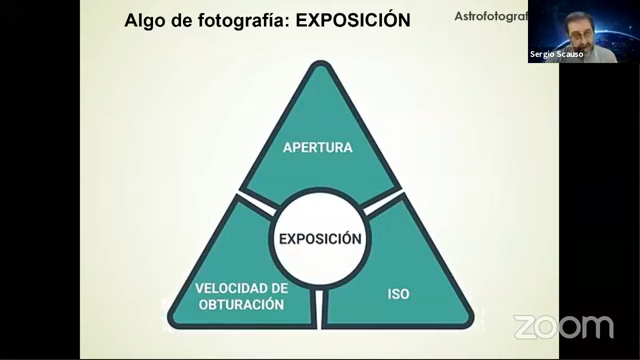 Algo de fotografía: EXPOSICIÓN
Sergio Scauso
APERTURA
EXPOSICIÓN
VELOCIDAD DE
OBTURACIÓN
ISO
zoom